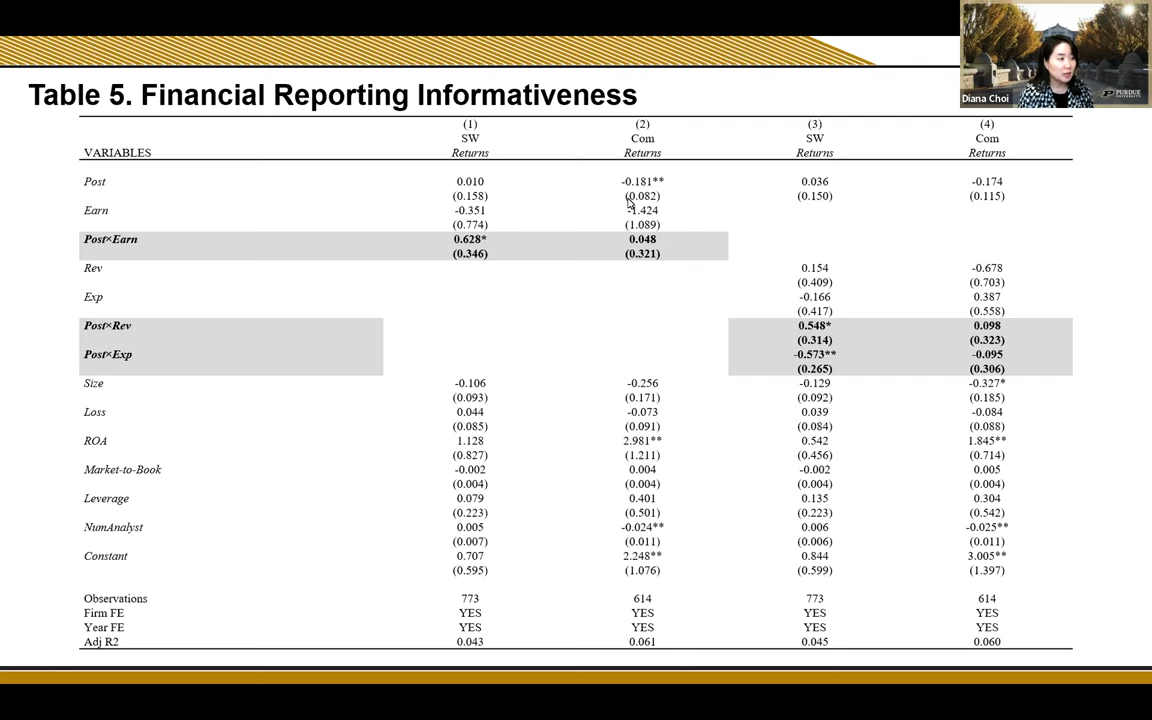 Diana Choi
PURDUE
UNIVERSITY
Table 5. Financial Reporting Informativeness
(1) (2) (3) (4)
SW Com SW Com
VARIABLES Returns Returns Returns Returns
Post 0.010 -0.181** 0.036 -0.174
(0.158) (0.082) (0.150) (0.115)
Earn -0.351 -1.424
(0.774) (1.089)
Post×Earn 0.628* 0.048
(0.346) (0.321)
Rev 0.154 -0.678
(0.409) (0.703)
Exp -0.166 0.387
(0.417) (0.558)
Post×Rev 0.548* 0.098
(0.314) (0.323)
Post×Exp -0.573** -0.095
(0.265) (0.306)
Size -0.106 -0.256 -0.129 -0.327*
(0.093) (0.171) (0.092) (0.185)
Loss 0.044 -0.073 0.039 -0.084
(0.085) (0.091) (0.084) (0.088)
ROA 1.128 2.981** 0.542 1.845**
(0.827) (1.211) (0.456) (0.714)
Market-to-Book -0.002 0.004 -0.002 0.005
(0.004) (0.004) (0.004) (0.004)
Leverage 0.079 0.401 0.135 0.304
(0.223) (0.501) (0.223) (0.542)
NumAnalyst 0.005 -0.024** 0.006 -0.025**
(0.007) (0.011) (0.006) (0.011)
Constant 0.707 2.248** 0.844 3.005**
(0.595) (1.076) (0.599) (1.397)
Observations 773 614 773 614
Firm FE YES YES YES YES
Year FE YES YES YES YES
Adj R2 0.043 0.061 0.045 0.060